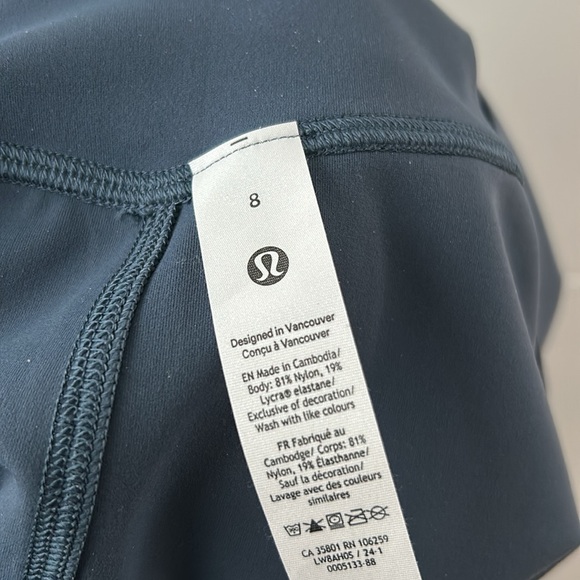 8
Designed in Vancouver
Conçu à Vancouver
EN Made in Cambodia/
Body: 81% Nylon, 19%
Lycra® elastane/
Exclusive of decoration/
Wash with like colours
FR Fabriqué au
Cambodge/ Corps: 81%
Nylon, 19% Élasthanne/
Sauf la décoration/
Lavage avec des couleurs
similaires
CA 35801 RN 106259
LW8AH05 / 24-1
0005133-88